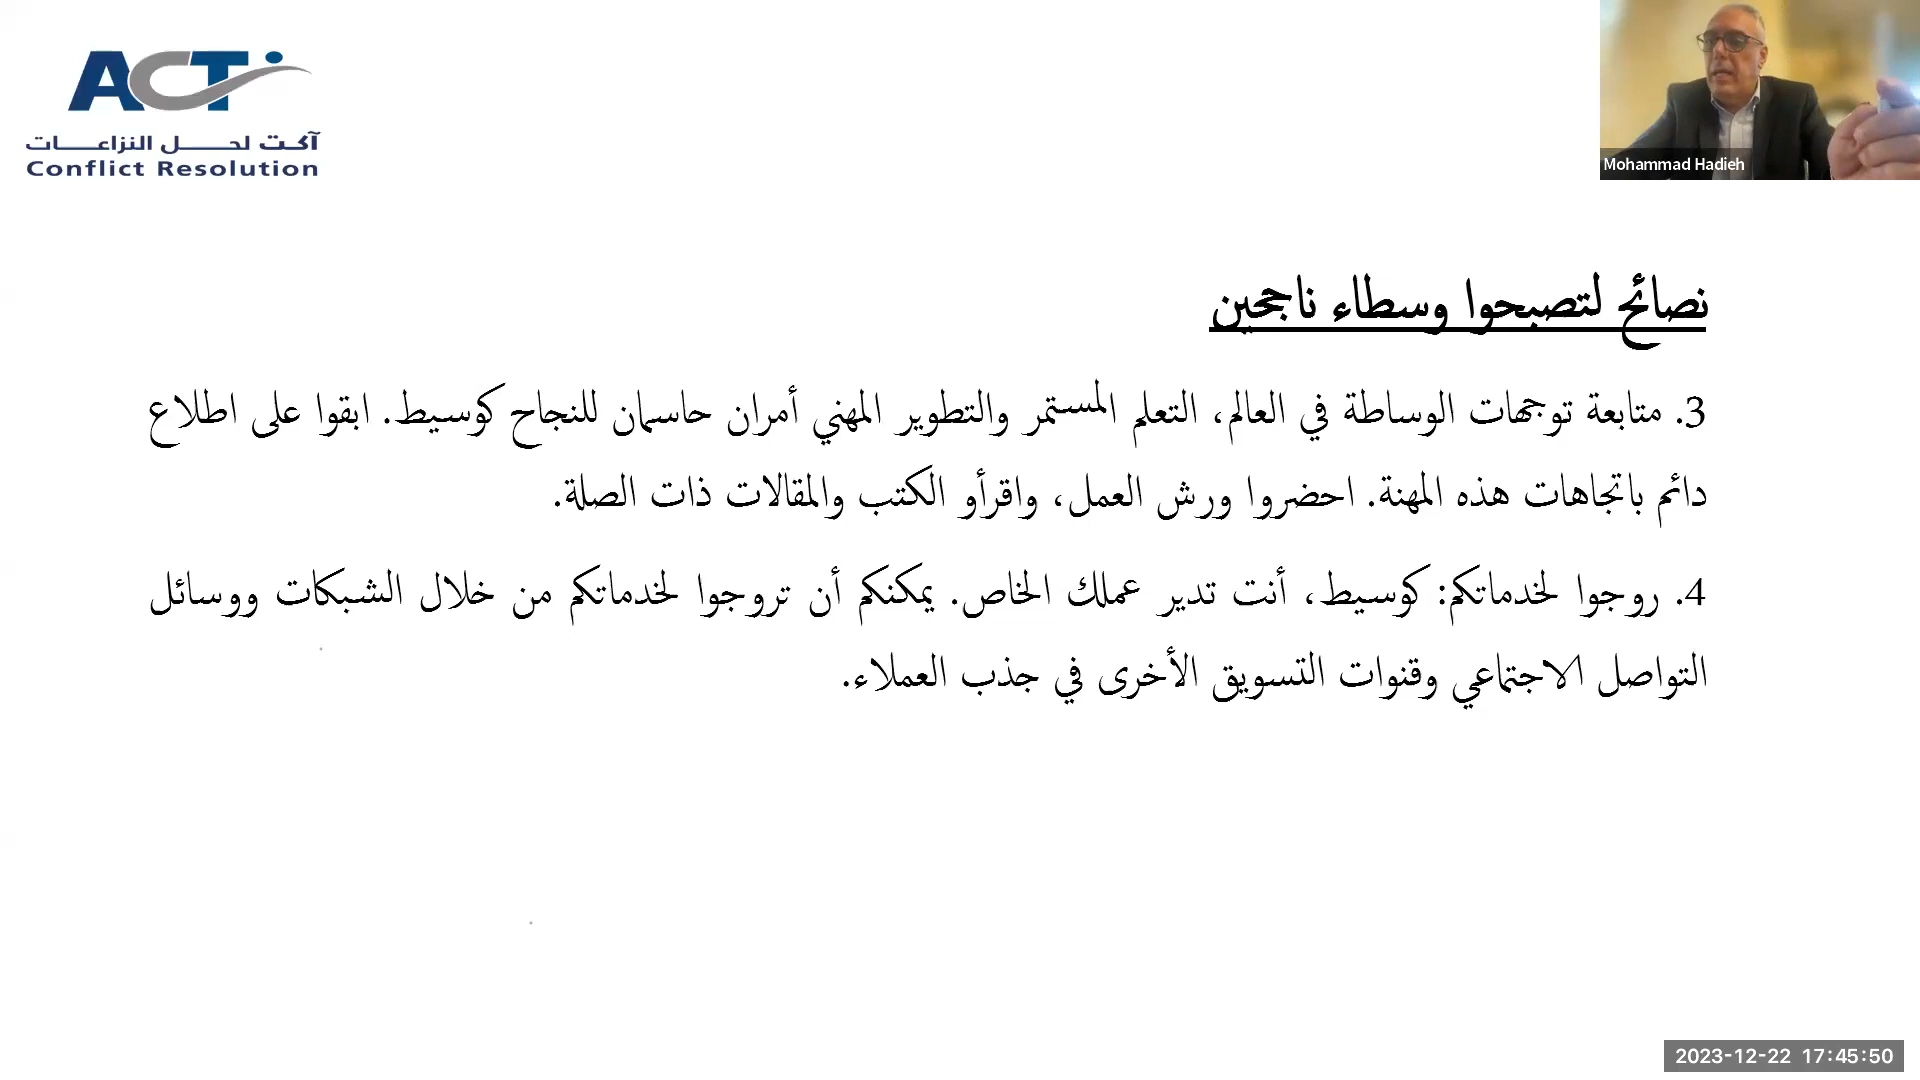 ACT
آكت لحل النزاعات
Conflict Resolution
Mohammad Hadieh
نصائح لتصبحوا وسطاء ناجحين
3. متابعة توجهات الوساطة في العالم، التعلم المستمر والتطوير المهني أمران حاسمان للنجاح كوسيط. ابقوا على اطلاع
دائم باتجاهات هذه المهنة. احضروا ورش العمل، واقرأو الكتب والمقالات ذات الصلة.
4. روجوا لخدماتكم: كوسيط، أنت تدير عملك الخاص. يمكنكم أن تروجوا لخدماتكم من خلال الشبكات ووسائل
التواصل الاجتماعي وقنوات التسويق الأخرى في جذب العملاء.
2023-12-22 17:45:50